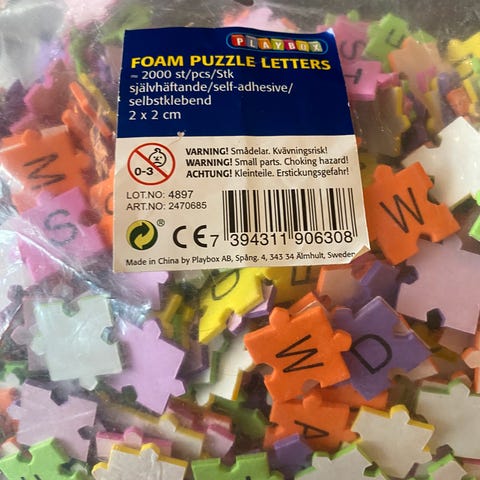 PLAYBOX
FOAM PUZZLE LETTERS
≈ 2000 st/pcs/Stk
självhäftande/self-adhesive/
selbstklebend
2 x 2 cm
VARNING! Smådelar. Kvävningsrisk!
WARNING! Small parts. Choking hazard!
ACHTUNG! Kleinteile. Erstickungsgefahr!
0-3
LOT.NO: 4897
ART.NO: 2470685
CE
7 394311 906308
Made in China by Playbox AB, Spång. 4, 343 34 Älmhult, Sweden
M
S
W
W
D
A